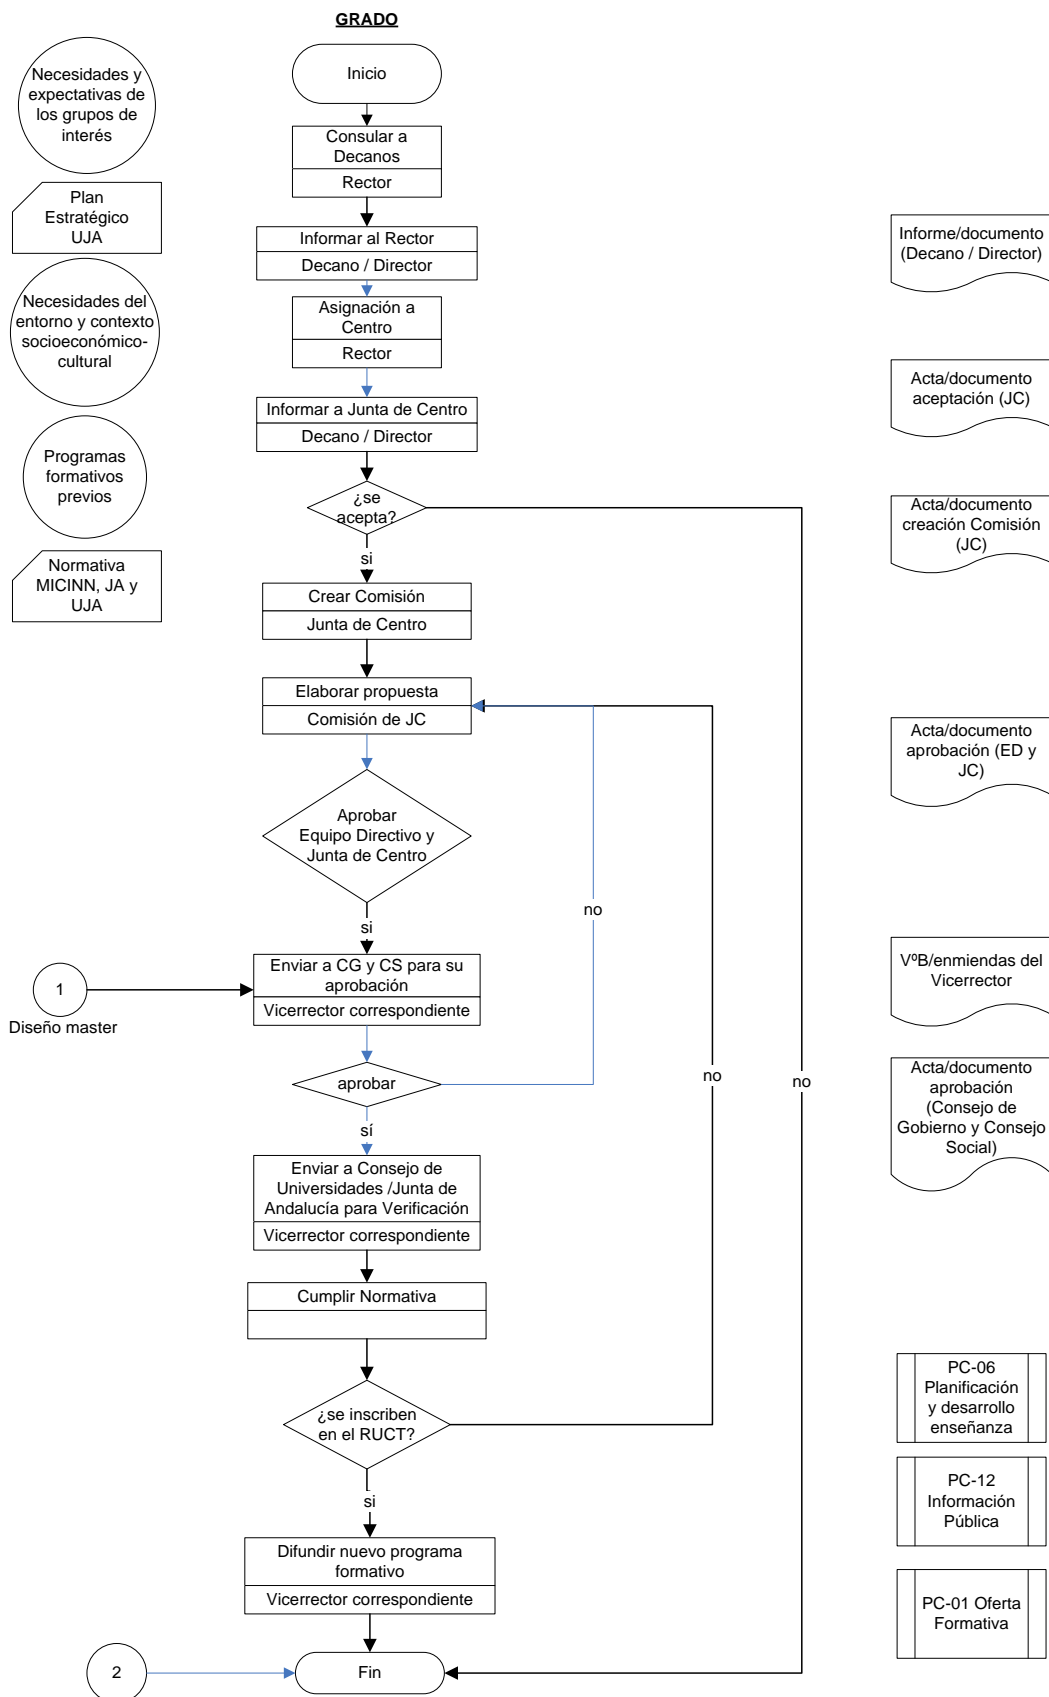 GRADO
Inicio
Necesidades y
expectativas de
los grupos de
interés
Consular a
Decanos
Rector
Plan
Estratégico
UJA
Informar al Rector
Decano / Director
Informe/documento
(Decano / Director)
Necesidades del
entorno y contexto
socioeconómico-
cultural
Asignación a
Centro
Rector
Informar a Junta de Centro
Decano / Director
Acta/documento
aceptación (JC)
Programas
formativos
previos
¿se
acepta?
Acta/documento
creación Comisión
(JC)
si
Normativa
MICINN, JA y
UJA
Crear Comisión
Junta de Centro
Elaborar propuesta
Comisión de JC
Acta/documento
aprobación (ED y
JC)
Aprobar
Equipo Directivo y
Junta de Centro
no
si
Enviar a CG y CS para su
aprobación
Vicerrector correspondiente
VºB/enmiendas del
Vicerrector
1
Diseño master
aprobar
no
no
Acta/documento
aprobación
(Consejo de
Gobierno y Consejo
Social)
sí
Enviar a Consejo de
Universidades /Junta de
Andalucía para Verificación
Vicerrector correspondiente
Cumplir Normativa
¿se inscriben
en el RUCT?
PC-06
Planificación
y desarrollo
enseñanza
si
PC-12
Información
Pública
Difundir nuevo programa
formativo
Vicerrector correspondiente
PC-01 Oferta
Formativa
2
Fin